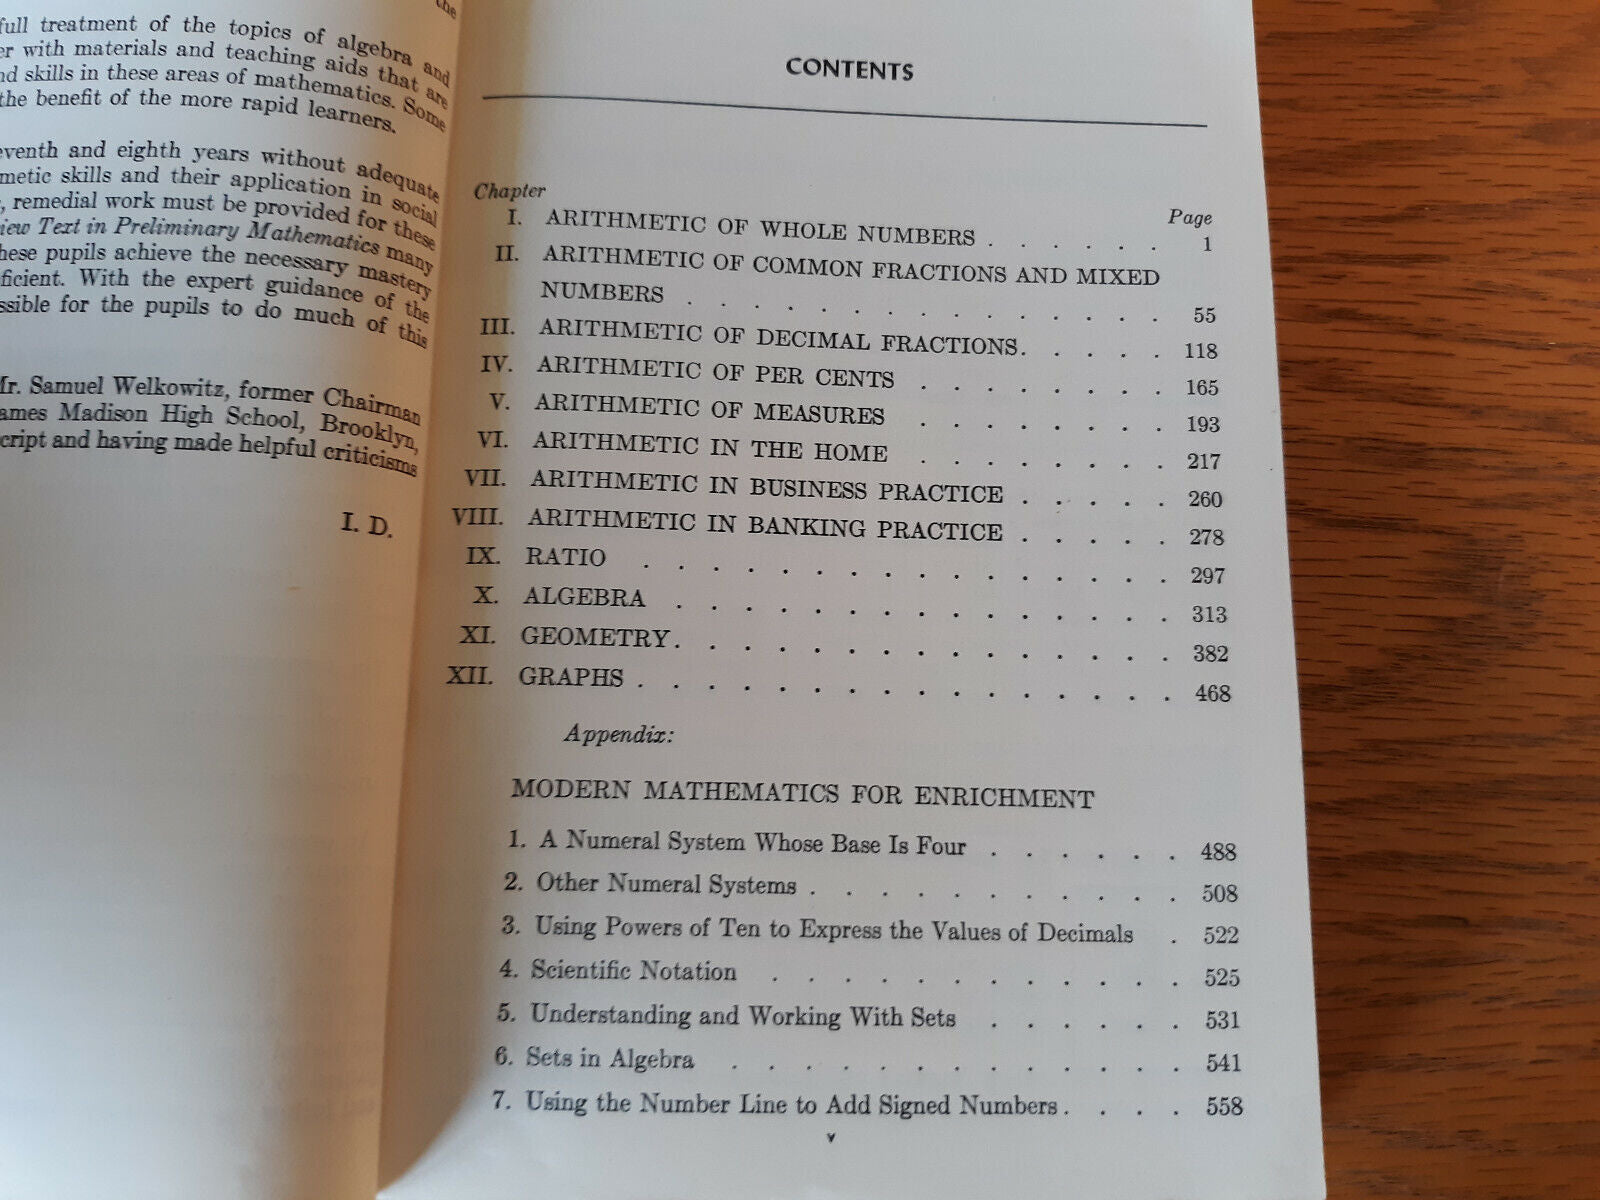 the
full treatment of the topics of algebra and
er with materials and teaching aids that are
nd skills in these areas of mathematics. Some
the benefit of the more rapid learners.
eventh and eighth years without adequate
metic skills and their application in social
, remedial work must be provided for these
iew Text in Preliminary Mathematics many
hese pupils achieve the necessary mastery
ficient. With the expert guidance of the
ssible for the pupils to do much of this
Mr. Samuel Welkowitz, former Chairman
ames Madison High School, Brooklyn,
cript and having made helpful criticisms
I. D.
CONTENTS
Chapter Page
I. ARITHMETIC OF WHOLE NUMBERS . . . . . . 1
II. ARITHMETIC OF COMMON FRACTIONS AND MIXED
NUMBERS . . . . . . . . . . . . . . 55
III. ARITHMETIC OF DECIMAL FRACTIONS. . . . . 118
IV. ARITHMETIC OF PER CENTS . . . . . . . . 165
V. ARITHMETIC OF MEASURES . . . . . . . . 193
VI. ARITHMETIC IN THE HOME . . . . . . . . 217
VII. ARITHMETIC IN BUSINESS PRACTICE . . . . . 260
VIII. ARITHMETIC IN BANKING PRACTICE . . . . . 278
IX. RATIO . . . . . . . . . . . . . . . . 297
X. ALGEBRA . . . . . . . . . . . . . . . 313
XI. GEOMETRY. . . . . . . . . . . . . . . 382
XII. GRAPHS . . . . . . . . . . . . . . . . 468
Appendix:
MODERN MATHEMATICS FOR ENRICHMENT
1. A Numeral System Whose Base Is Four . . . . . . 488
2. Other Numeral Systems . . . . . . . . . . . 508
3. Using Powers of Ten to Express the Values of Decimals . 522
4. Scientific Notation . . . . . . . . . . . . 525
5. Understanding and Working With Sets . . . . . . 531
6. Sets in Algebra . . . . . . . . . . . . . 541
7. Using the Number Line to Add Signed Numbers. . . . 558
v